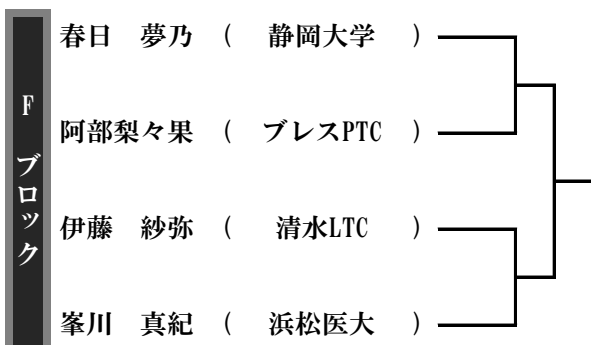 Fブロック
春日　夢乃　（　静岡大学　）
阿部梨々果　（　ブレスPTC　）
伊藤　紗弥　（　清水LTC　）
峯川　真紀　（　浜松医大　）